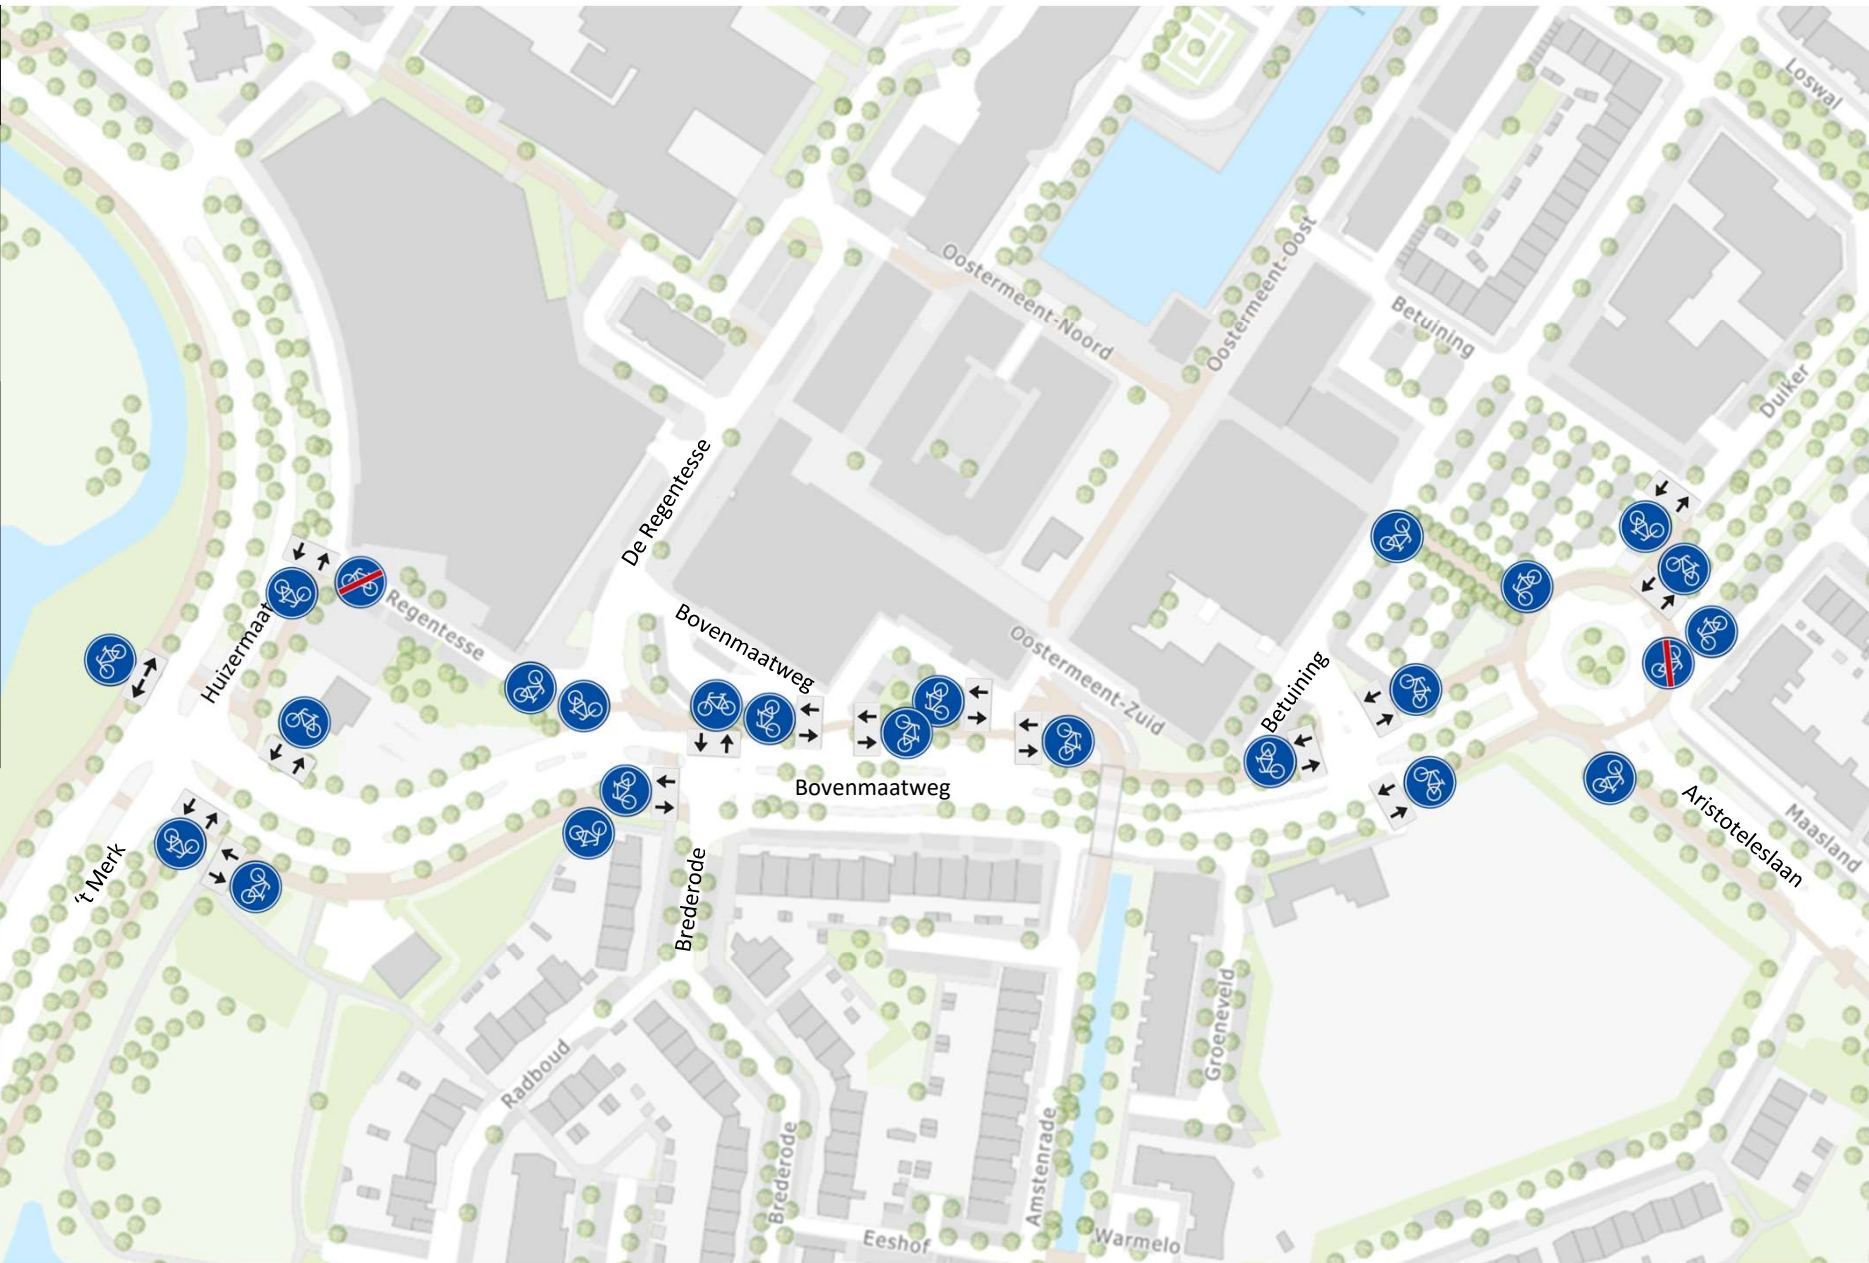 Loswal
Oostermeent-Noord
Oostermeent-Oost
Betuining
Duiker
De Regentesse
Regentesse
Huizermaat
Bovenmaatweg
Oostermeent-Zuid
Betuining
Bovenmaatweg
Aristoteleslaan
Maasland
't Merk
Brederode
Radboud
Groeneveld
Brederode
Amstenrade
Eeshof
Warmelo